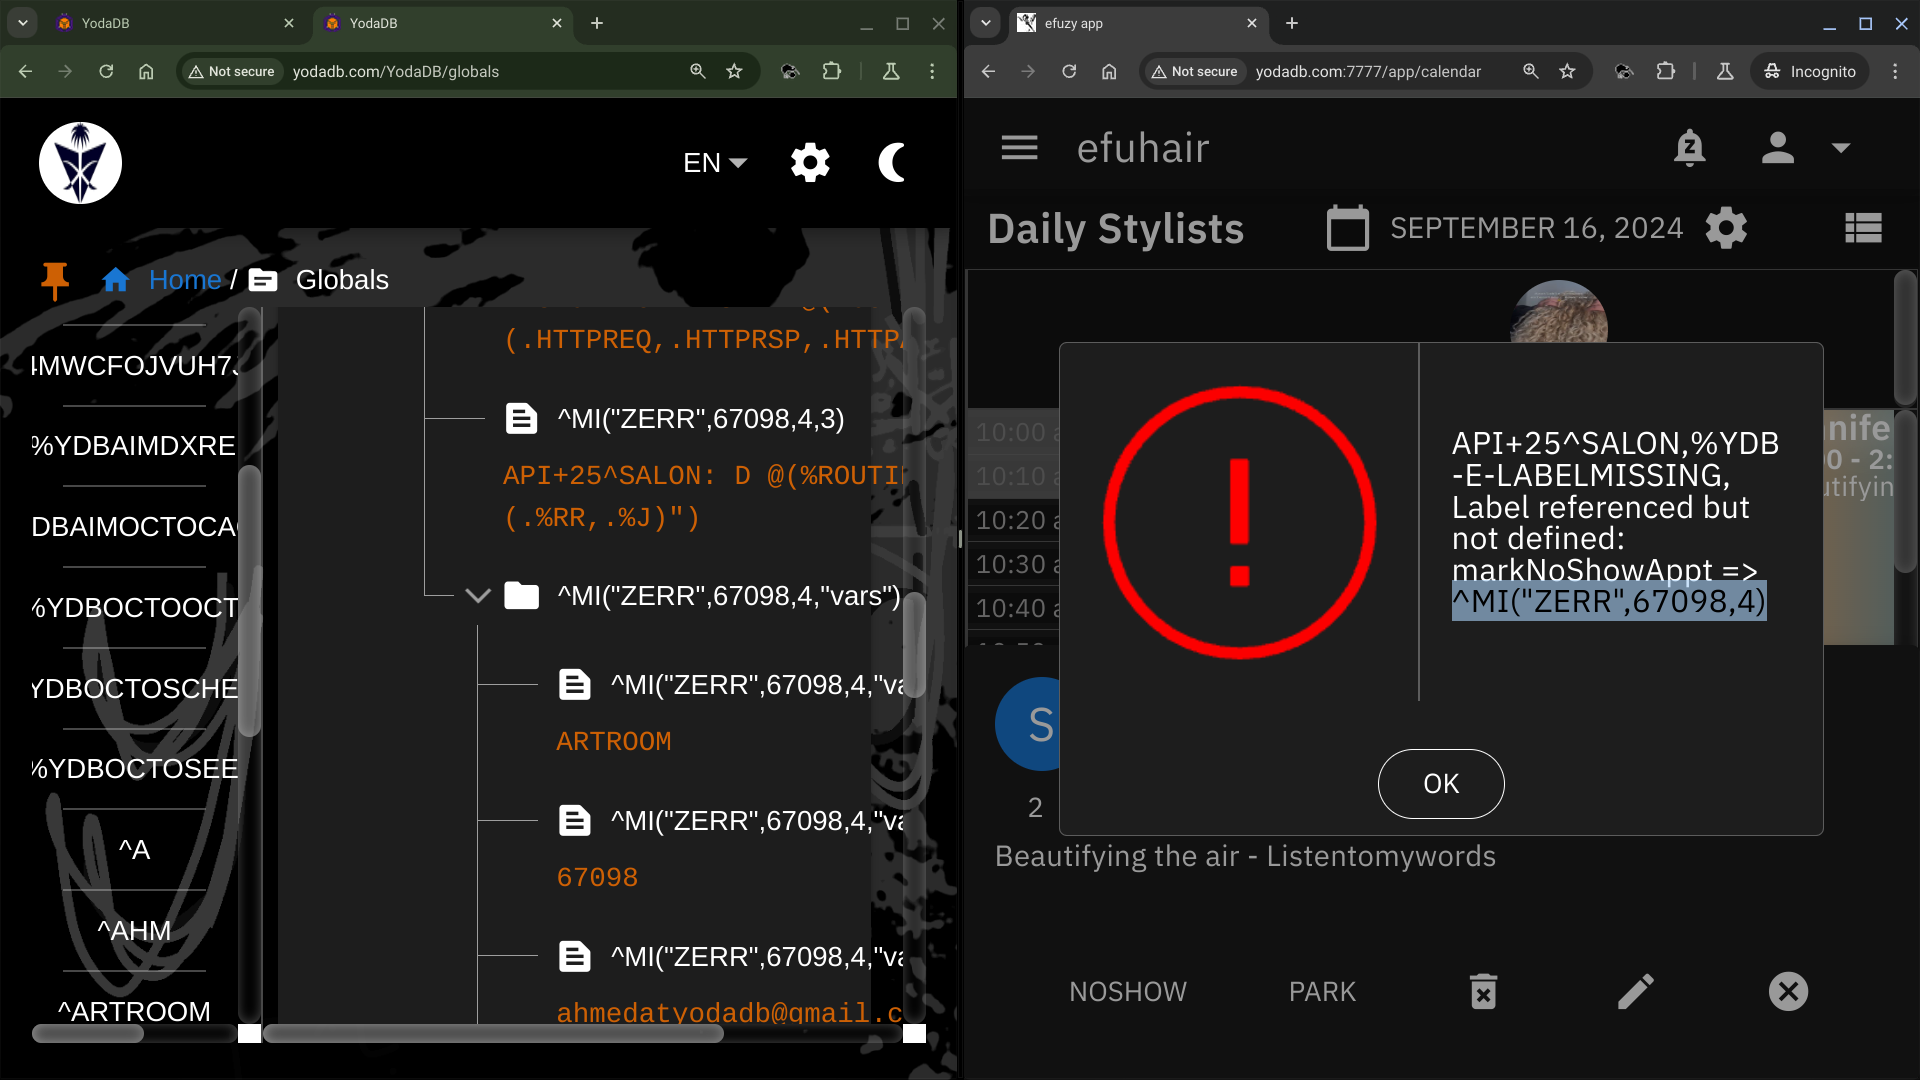 YodaDB
YodaDB
Not secure
yodadb.com/YodaDB/globals
EN
Home / Globals
4MWCFOJVUH7J
%YDBAIMDXRE
DBAIMOCTOCA
%YDBOCTOOCT
YDBOCTOSCHE
%YDBOCTOSEE
^A
^AHM
^ARTROOM
(.HTTPREQ,.HTTPRSP,.HTTPA
^MI("ZERR",67098,4,3)
API+25^SALON: D @(%ROUTI
(.%RR,.%J)")
^MI("ZERR",67098,4,"vars")
^MI("ZERR",67098,4,"va
ARTROOM
^MI("ZERR",67098,4,"va
67098
^MI("ZERR",67098,4,"va
ahmedatyodadb@gmail.c
efuzy app
Not secure
yodadb.com:7777/app/calendar
Incognito
efuhair
Daily Stylists
SEPTEMBER 16, 2024
10:00 a
10:10 a
10:20 a
10:30 a
10:40 a
nife
00 - 2:
utifyin
API+25^SALON,%YDB
-E-LABELMISSING,
Label referenced but
not defined:
markNoShowAppt =>
^MI("ZERR",67098,4)
OK
S
2
Beautifying the air - Listentomywords
NOSHOW
PARK